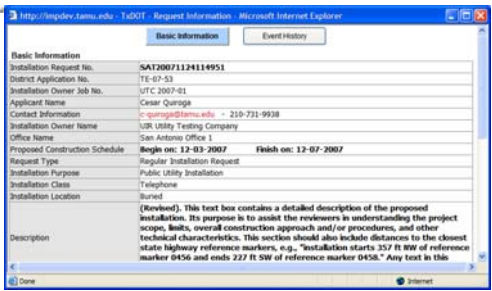 http://impdev.tamu.edu - TxDOT - Request Information - Microsoft Internet Explorer
Basic Information Event History
Basic Information
Installation Request No. SAT20071124114951
District Application No. TE-07-53
Installation Owner Job No. UTC 2007-01
Applicant Name Cesar Quiroga
Contact Information c-quiroga@tamu.edu - 210-731-9938
Installation Owner Name UIR Utility Testing Company
Office Name San Antonio Office 1
Proposed Construction Schedule Begin on: 12-03-2007 Finish on: 12-07-2007
Request Type Regular Installation Request
Installation Purpose Public Utility Installation
Installation Class Telephone
Installation Location Buried
(Revised). This text box contains a detailed description of the proposed
installation. Its purpose is to assist the reviewers in understanding the project
scope, limits, overall construction approach and/or procedures, and other
Description technical characteristics. This section should also include distances to the closest
state highway reference markers, e.g., "installation starts 357 ft NW of reference
marker 0456 and ends 227 ft SW of reference marker 0458." Any text in this
Done Internet